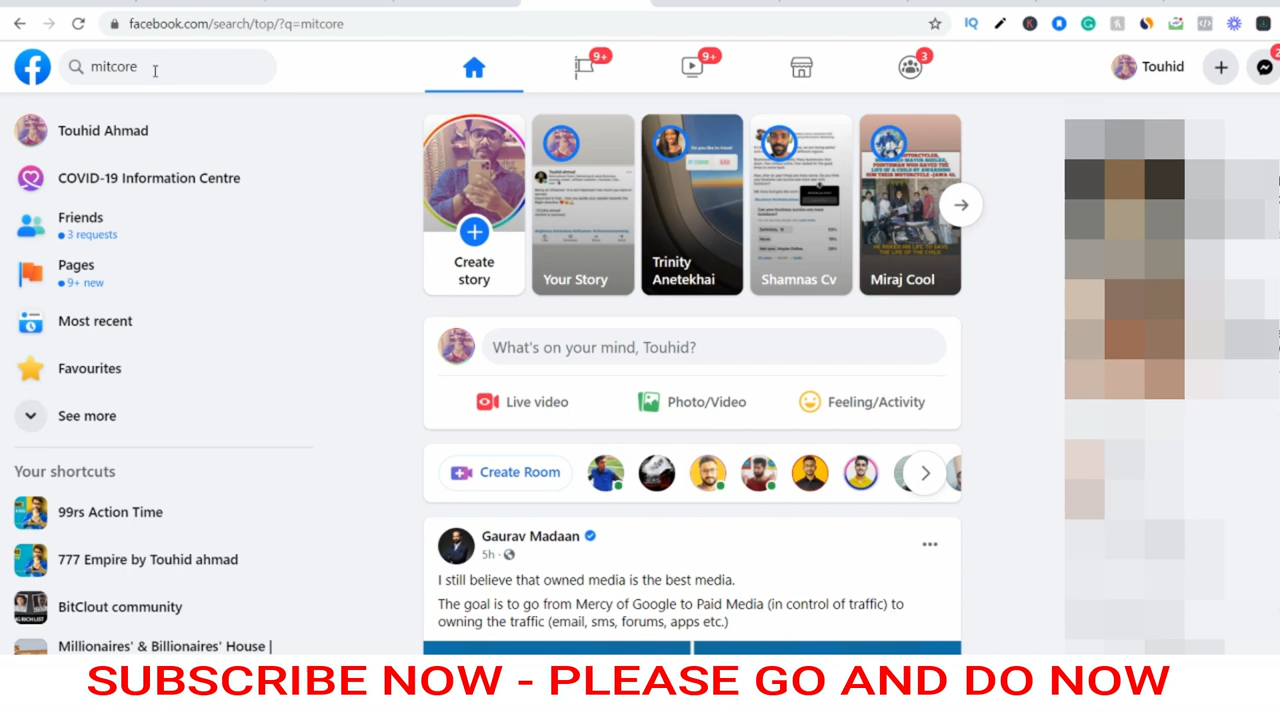 facebook.com/search/top/?q=mitcore
mitcore
9+
9+
3
Touhid
2
Touhid Ahmad
COVID-19 Information Centre
Friends
3 requests
Pages
9+ new
Most recent
Favourites
See more
Your shortcuts
99rs Action Time
777 Empire by Touhid ahmad
BitClout community
Millionaires' & Billionaires' House |
Create
story
Your Story
Trinity
Anetekhai
Shamnas Cv
Miraj Cool
What's on your mind, Touhid?
Live video
Photo/Video
Feeling/Activity
Create Room
Gaurav Madaan
5h ·
I still believe that owned media is the best media.
The goal is to go from Mercy of Google to Paid Media (in control of traffic) to
owning the traffic (email, sms, forums, apps etc.)
SUBSCRIBE NOW - PLEASE GO AND DO NOW